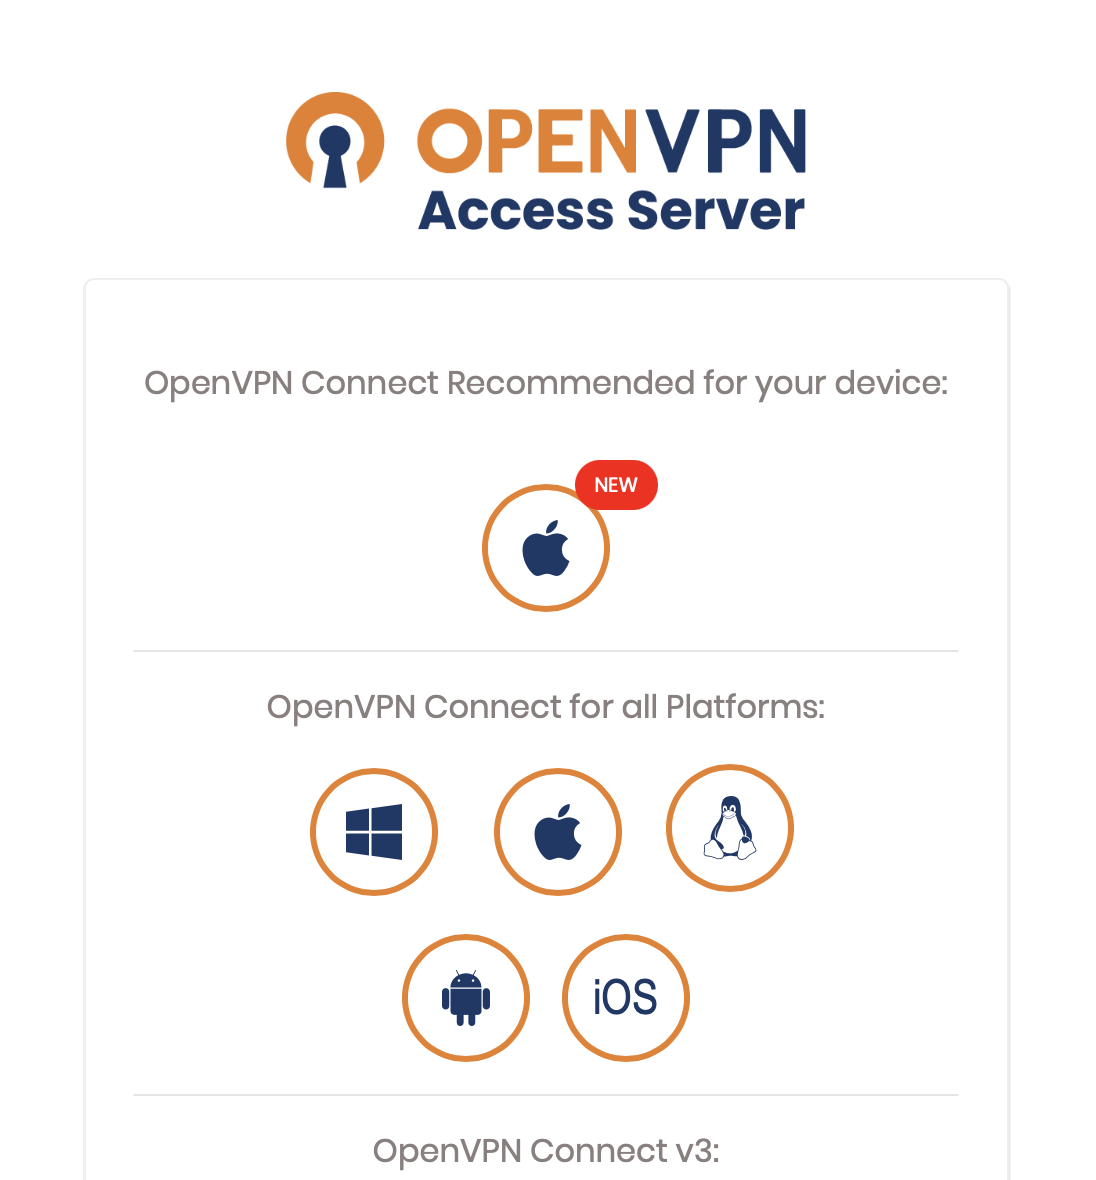 OPENVPN
Access Server
OpenVPN Connect Recommended for your device:
NEW
OpenVPN Connect for all Platforms:
iOS
OpenVPN Connect v3: